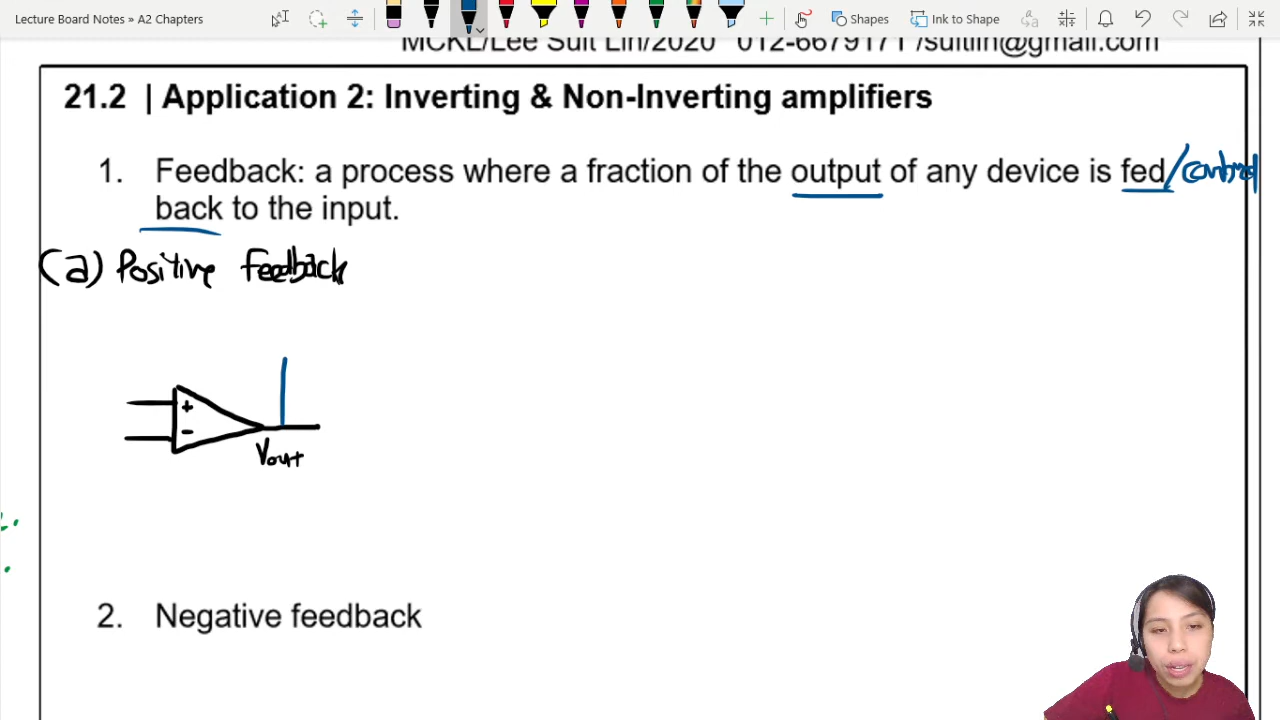 Lecture Board Notes » A2 Chapters
Shapes
Ink to Shape
MCKL/Lee Suit Lin/2020 012-6679171 /suitlin@gmail.com
21.2 | Application 2: Inverting & Non-Inverting amplifiers
1. Feedback: a process where a fraction of the output of any device is fed/control
back to the input.
(a) Positive feedback
+
-
Vout
2. Negative feedback